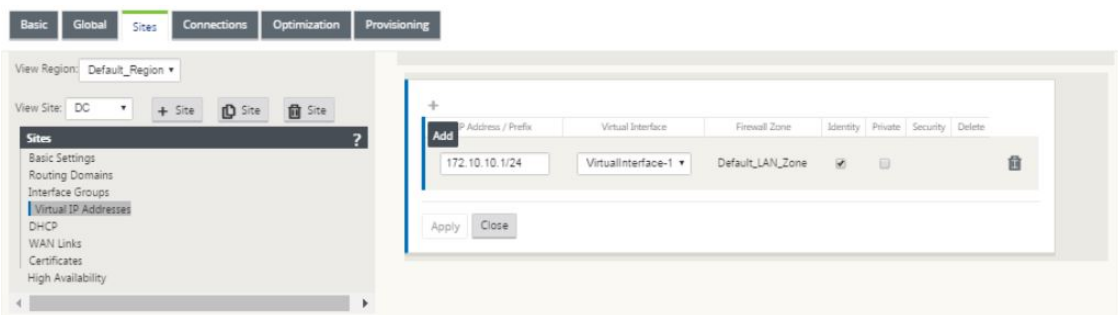 Basic Global Sites Connections Optimization Provisioning
View Region: Default_Region
View Site: DC + Site Site Site
Sites ?
Basic Settings
Routing Domains
Interface Groups
Virtual IP Addresses
DHCP
WAN Links
Certificates
High Availability
+
Add P Address / Prefix Virtual Interface Firewall Zone Identity Private Security Delete
172.10.10.1/24 VirtualInterface-1 Default_LAN_Zone
Apply Close